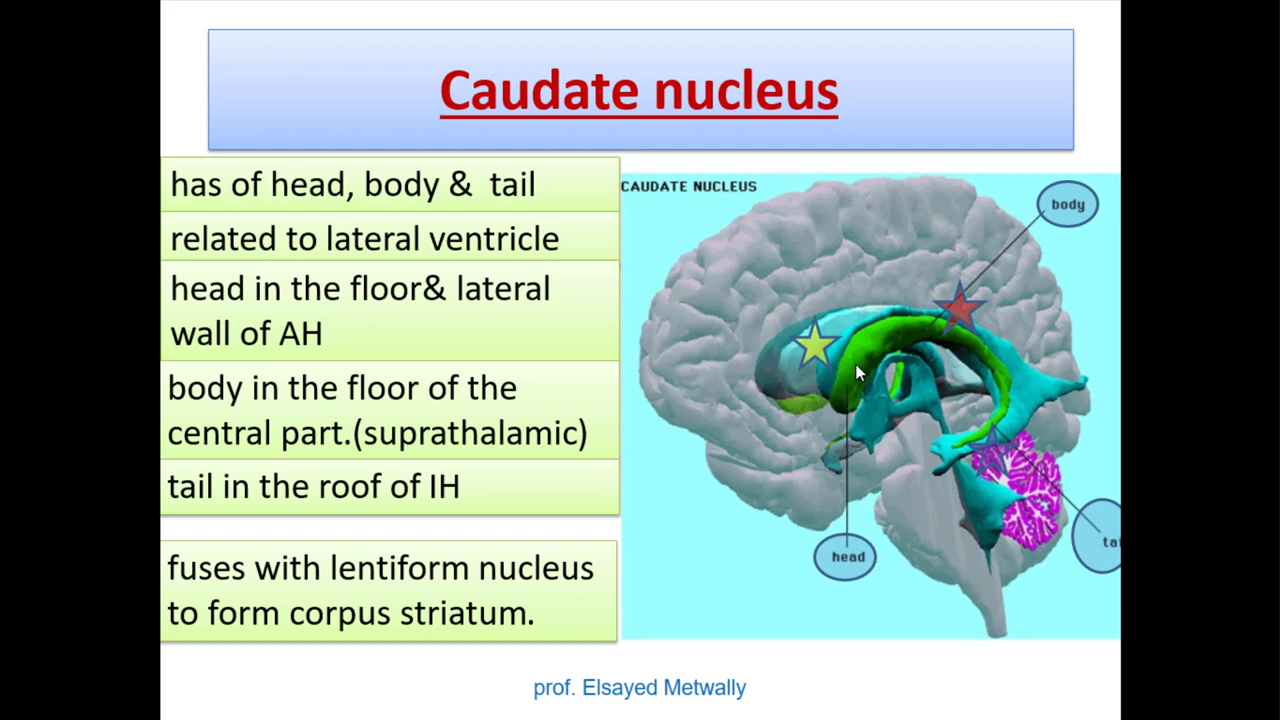 Caudate nucleus
has of head, body & tail
related to lateral ventricle
head in the floor& lateral
wall of AH
body in the floor of the
central part.(suprathalamic)
tail in the roof of IH
fuses with lentiform nucleus
to form corpus striatum.
CAUDATE NUCLEUS
body
head
tai
prof. Elsayed Metwally